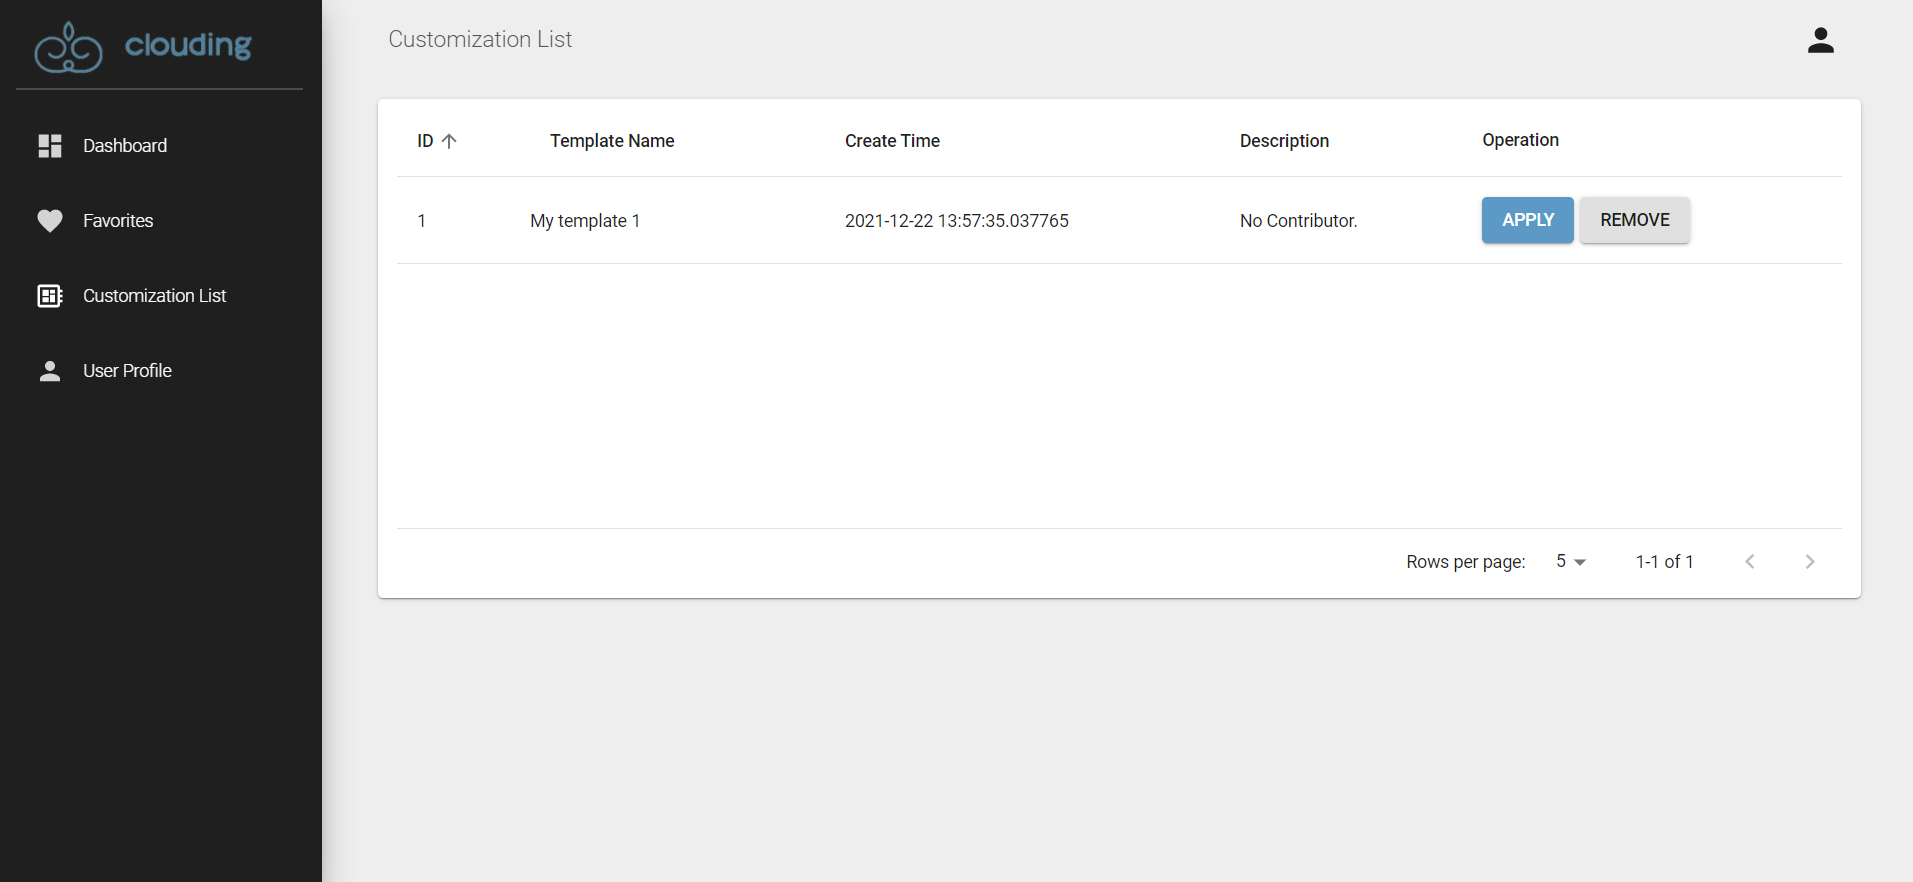 clouding
Dashboard
Favorites
Customization List
User Profile
Customization List
ID Template Name Create Time Description Operation
1 My template 1 2021-12-22 13:57:35.037765 No Contributor. APPLY REMOVE
Rows per page: 5 1-1 of 1